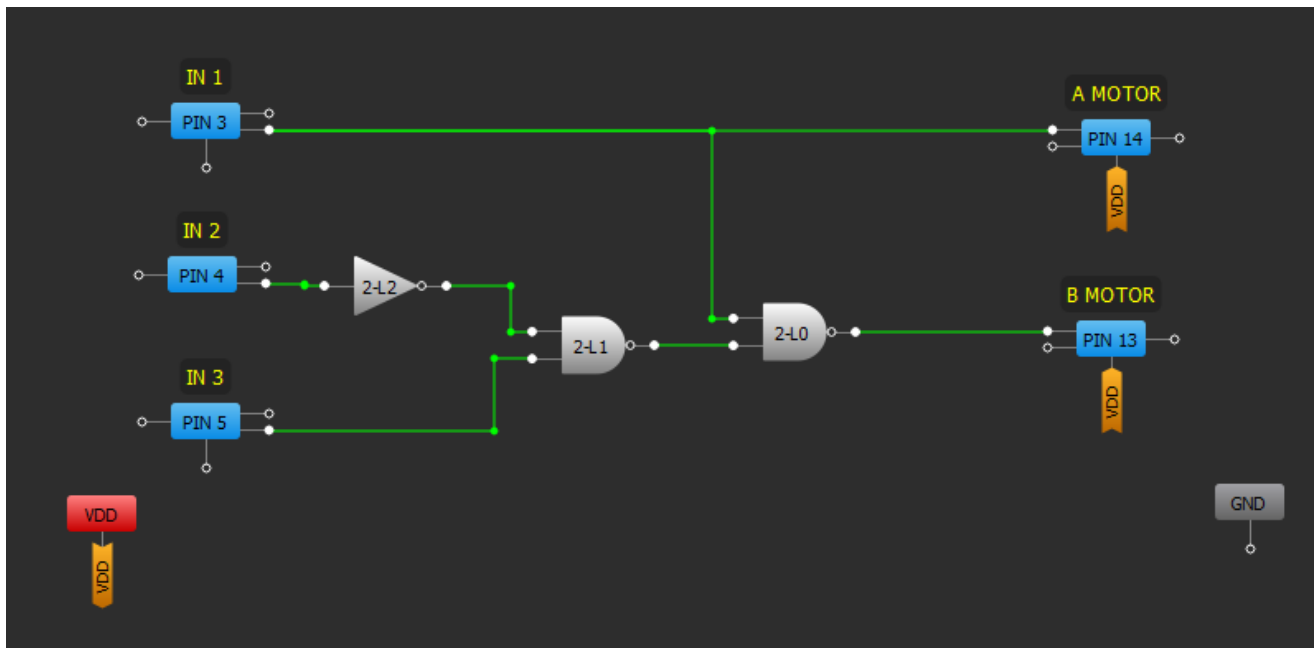 IN 1
PIN 3
A MOTOR
PIN 14
VDD
IN 2
PIN 4
2-L2
2-L1
2-L0
B MOTOR
PIN 13
VDD
IN 3
PIN 5
VDD
VDD
GND